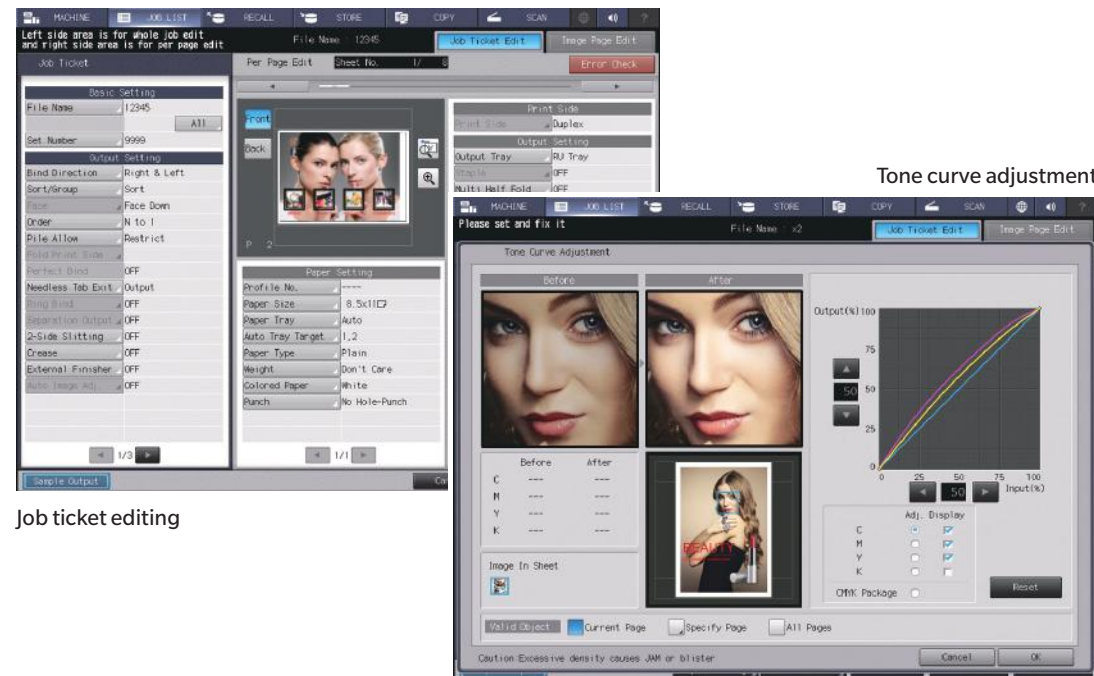 MACHINE JOB LIST RECALL STORE COPY SCAN ?
Left side area is for whole job edit
and right side area is for per page edit
File Name : 12345
Job Ticket Edit
Image Page Edit
Job Ticket
Per Page Edit Sheet No. 1/ 8
Error Check
Basic Setting
File Name 12345
All
Set Number 9999
Output Setting
Bind Direction Right & Left
Sort/Group Sort
Face Face Down
Order N to 1
Pile Allow Restrict
Fold Print Side
Perfect Bind OFF
Needless Tab Exit Output
Ring Bind OFF
Separation Output OFF
2-Side Slitting OFF
Crease OFF
External Finisher OFF
Auto Image Adj. OFF
1/3
Sample Output
Front
Back
P 2
Print Side
Print Side Duplex
Output Setting
Output Tray RU Tray
Staple OFF
Multi Half Fold OFF
Paper Setting
Profile No. ----
Paper Size 8.5x11
Paper Tray Auto
Auto Tray Target 1,2
Paper Type Plain
Weight Don't Care
Colored Paper White
Punch No Hole-Punch
1/1
Ca
Job ticket editing
Tone curve adjustment
MACHINE JOB LIST RECALL STORE COPY SCAN ?
Please set and fix it
File Name : x2
Job Ticket Edit
Image Page Edit
Tone Curve Adjustment
Before
After
Before After
C --- ---
M --- ---
Y --- ---
K --- ---
Image In Sheet
BEAUTY
Output(%) 100
75
50 50
25
0
0 25 50 75 100
50
Input(%)
Adj. Display
C
M
Y
K
CMYK Package
Reset
Valid Object Current Page Specify Page All Pages
Caution:Excessive density causes JAM or blister
Cancel
OK